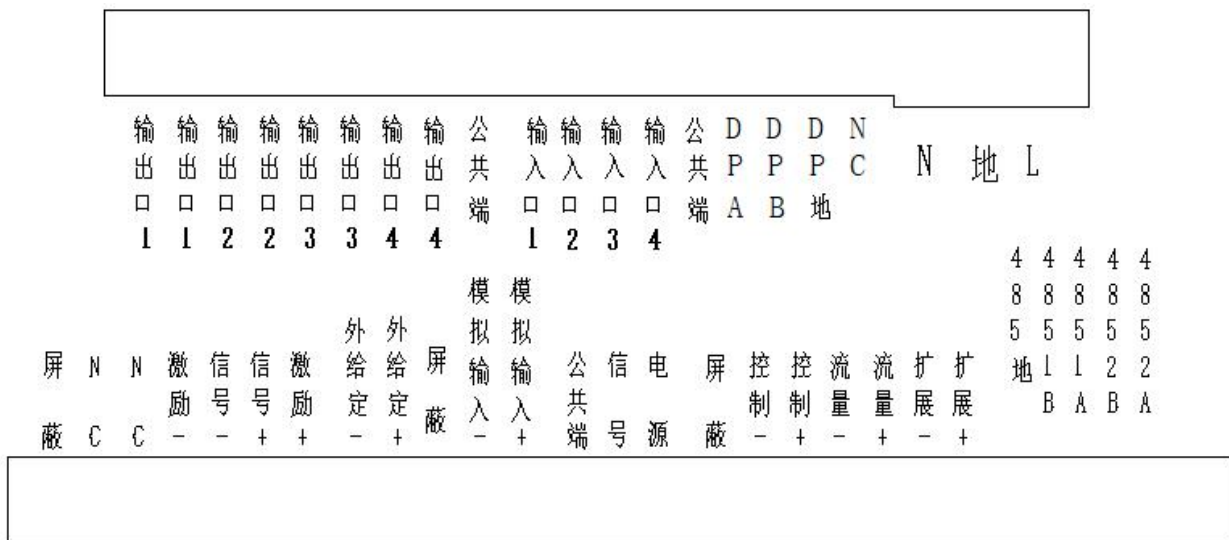 输出口1
输出口1
输出口2
输出口2
输出口3
输出口3
输出口4
输出口4
公共端
输入口1
输入口2
输入口3
输入口4
公共端
DPA
DPB
DP地
NC
N
地
L
屏蔽
NC
NC
激励-
信号-
信号+
激励+
外给定-
外给定+
屏蔽
模拟输入-
模拟输入+
公共端
信号
电源
屏蔽
控制-
控制+
流量-
流量+
扩展-
扩展+
485地
4851B
4851A
4852B
4852A